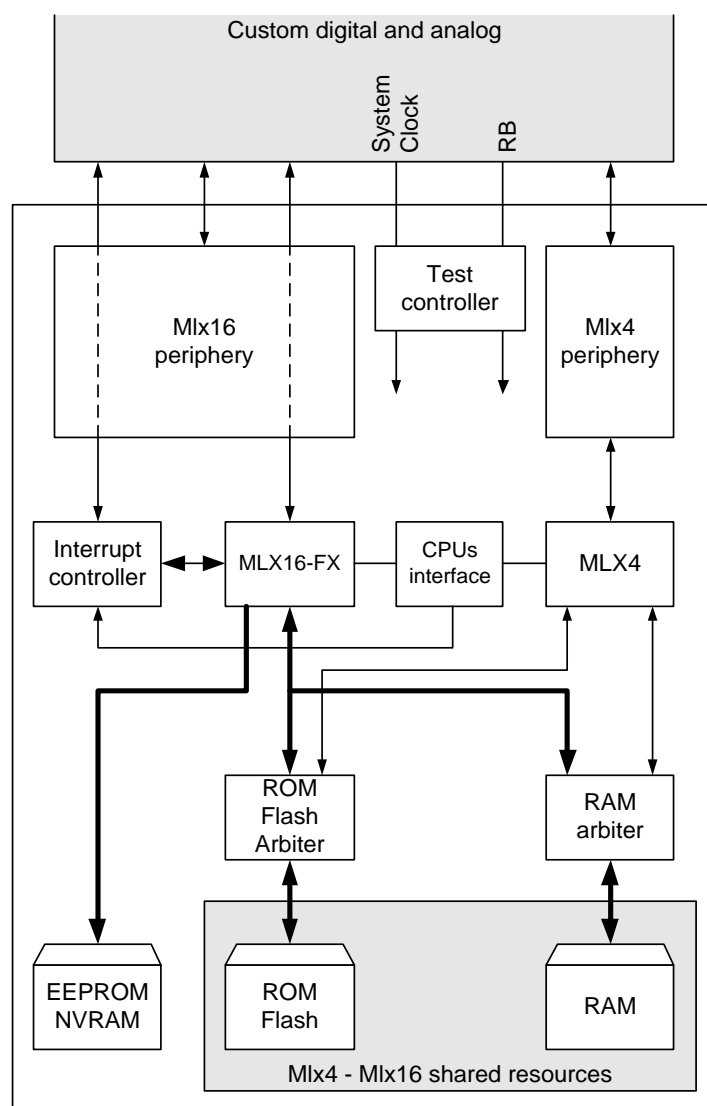 Custom digital and analog
System
Clock
RB
Test
controller
Mlx16
periphery
Mlx4
periphery
Interrupt
controller
MLX16-FX
CPUs
interface
MLX4
ROM
Flash
Arbiter
RAM
arbiter
EEPROM
NVRAM
ROM
Flash
RAM
Mlx4 - Mlx16 shared resources